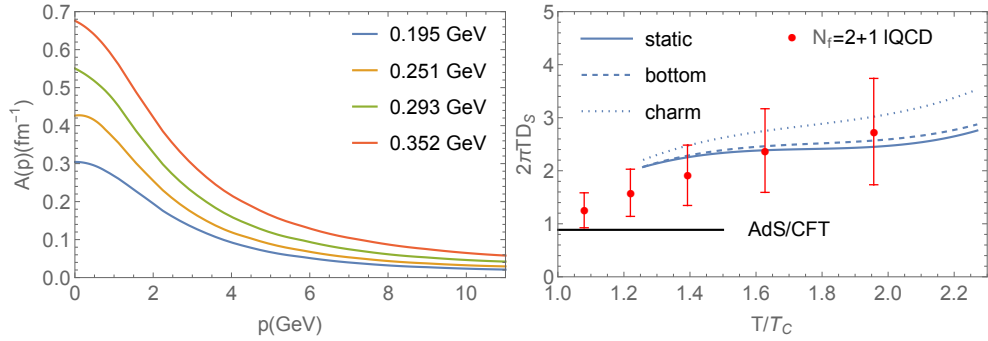 0.7
0.6
0.5
0.4
0.3
0.2
0.1
0.0
0
2
4
6
8
10
A(p)(fm⁻¹)
p(GeV)
0.195 GeV
0.251 GeV
0.293 GeV
0.352 GeV
5
4
3
2
1
0
1.0
1.2
1.4
1.6
1.8
2.0
2.2
2πTD_S
T/T_C
static
bottom
charm
N_f=2+1 lQCD
AdS/CFT